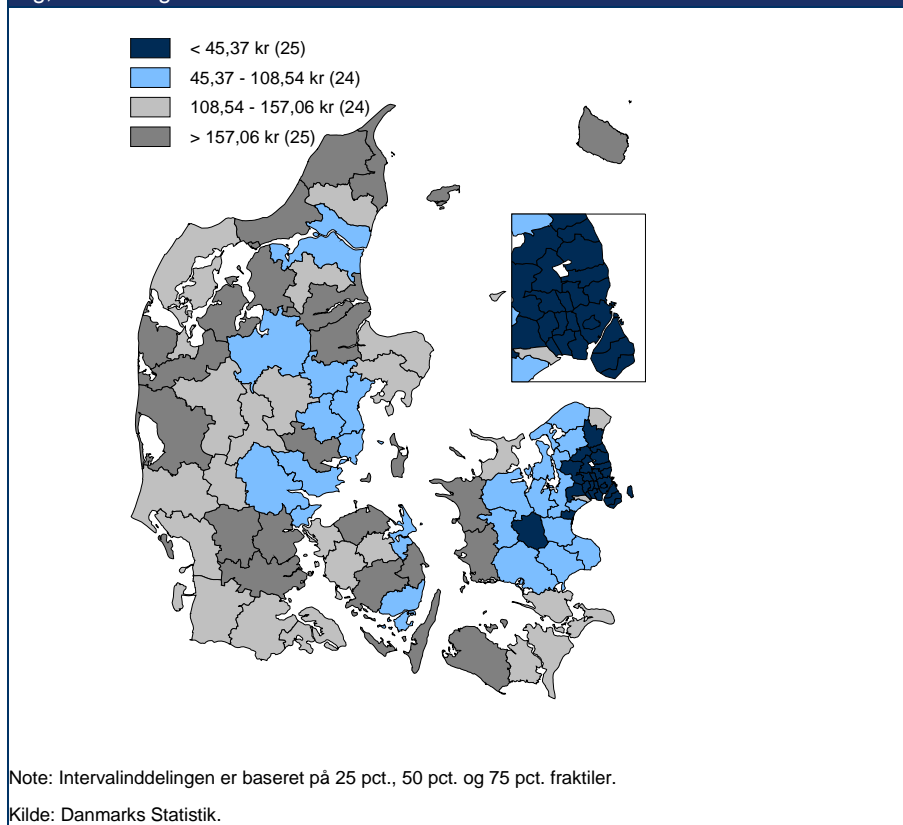 < 45,37 kr (25)
45,37 - 108,54 kr (24)
108,54 - 157,06 kr (24)
> 157,06 kr (25)
Note: Intervalinddelingen er baseret på 25 pct., 50 pct. og 75 pct. fraktiler.
Kilde: Danmarks Statistik.